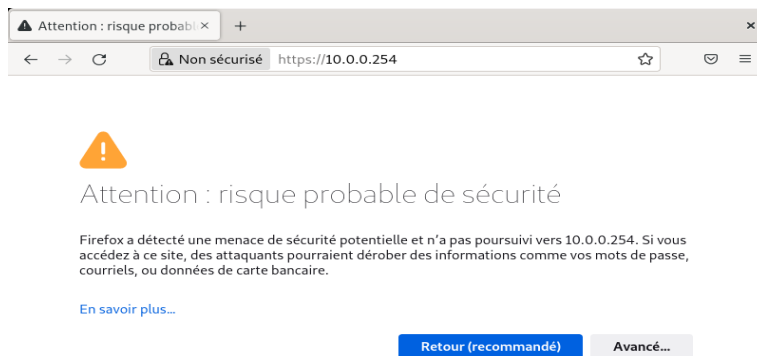 Attention : risque probabl
Non sécurisé https://10.0.0.254
Attention : risque probable de sécurité
Firefox a détecté une menace de sécurité potentielle et n’a pas poursuivi vers 10.0.0.254. Si vous
accédez à ce site, des attaquants pourraient dérober des informations comme vos mots de passe,
courriels, ou données de carte bancaire.
En savoir plus…
Retour (recommandé) Avancé…